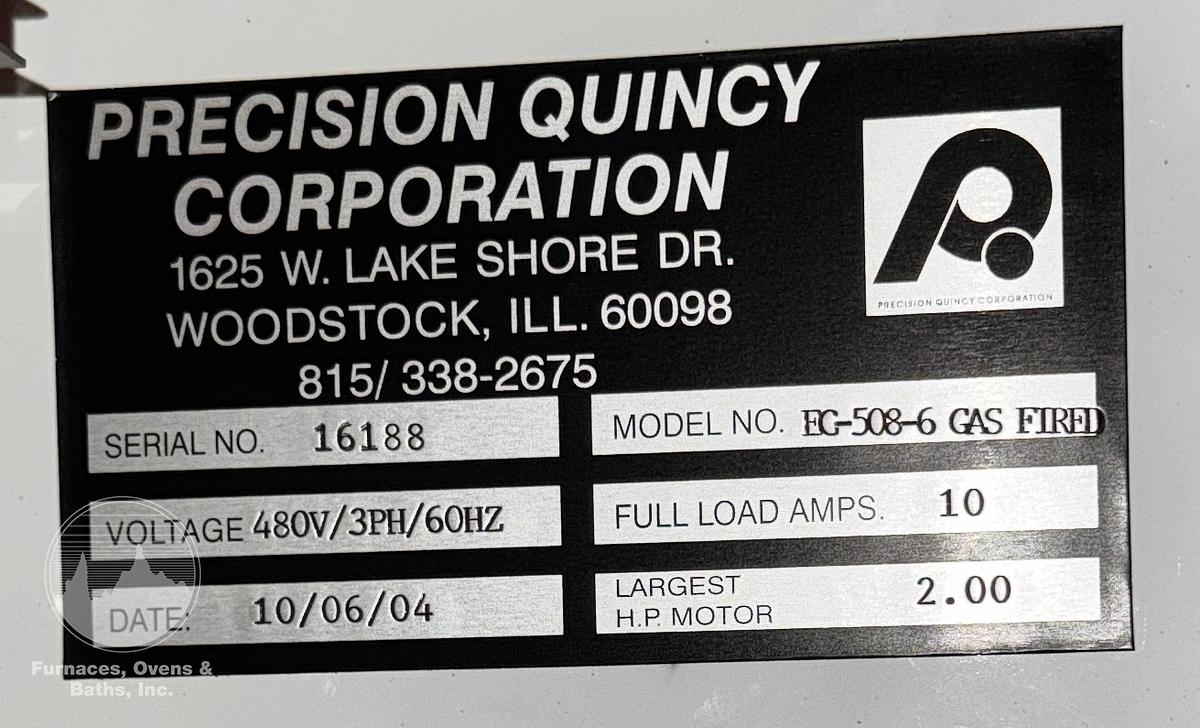 PRECISION QUINCY
CORPORATION
1625 W. LAKE SHORE DR.
WOODSTOCK, ILL. 60098
815/ 338-2675
PRECISION QUINCY CORPORATION
SERIAL NO. 16188
MODEL NO. EG-508-6 GAS FIRED
VOLTAGE 480V/3PH/60HZ
FULL LOAD AMPS. 10
DATE: 10/06/04
LARGEST
H.P. MOTOR 2.00
Furnaces, Ovens &
Baths, Inc.